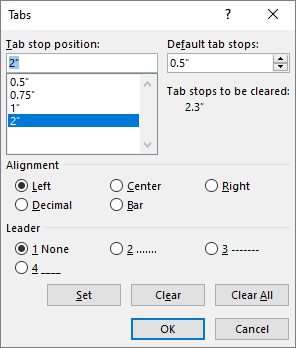 Tabs
Tab stop position: Default tab stops:
2" 0.5"
0.5" Tab stops to be cleared:
0.75" 2.3"
1"
2"
Alignment
Left Center Right
Decimal Bar
Leader
1 None 2 ....... 3 -------
4 ____
Set Clear Clear All
OK Cancel